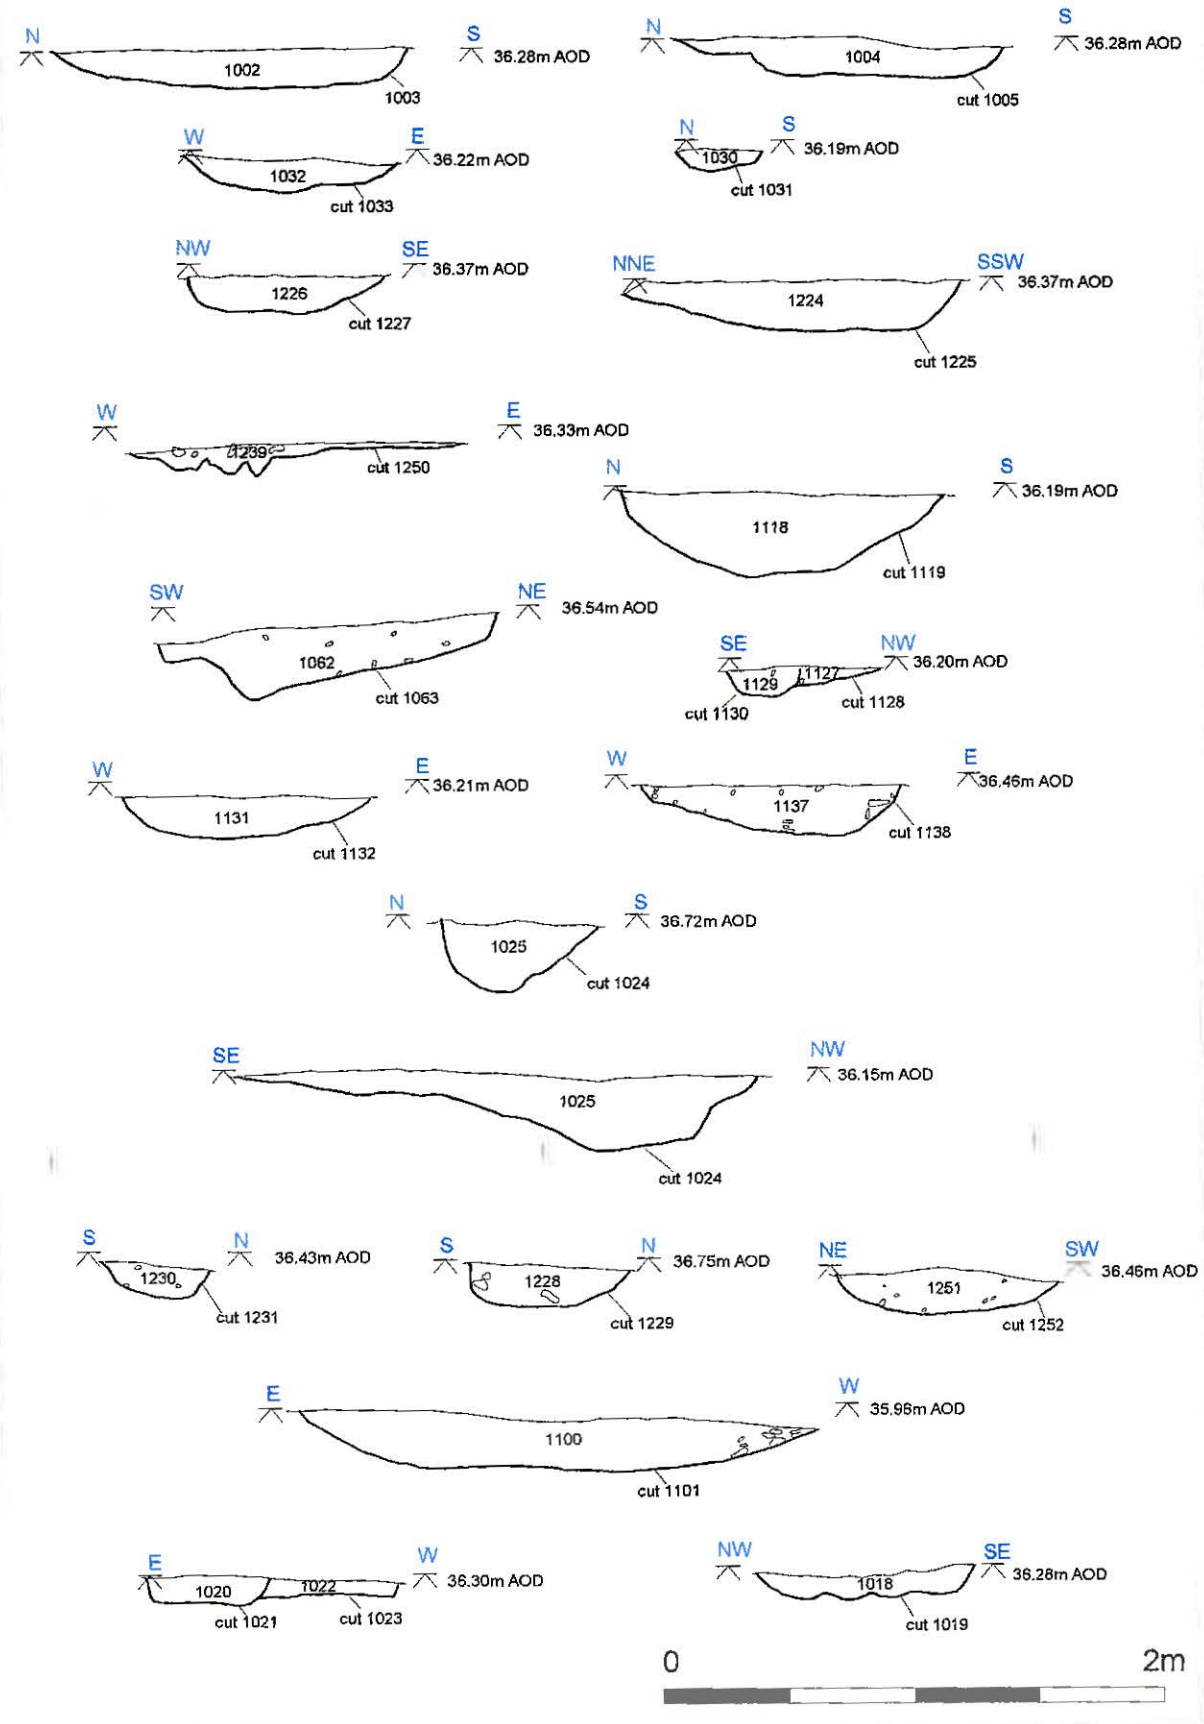 N S 36.28m AOD
1002
1003
N S 36.28m AOD
1004
cut 1005
W E 36.22m AOD
1032
cut 1033
N S 36.19m AOD
1030
cut 1031
NW SE 36.37m AOD
1226
cut 1227
NNE SSW 36.37m AOD
1224
cut 1225
W E 36.33m AOD
1239
cut 1250
N S 36.19m AOD
1118
cut 1119
SW NE 36.54m AOD
1062
cut 1063
SE NW 36.20m AOD
1129 1127
cut 1130 cut 1128
W E 36.21m AOD
1131
cut 1132
W E 36.46m AOD
1137
cut 1138
N S 36.72m AOD
1025
cut 1024
SE NW 36.15m AOD
1025
cut 1024
S N 36.43m AOD
1230
cut 1231
S N 36.75m AOD
1228
cut 1229
NE SW 36.46m AOD
1251
cut 1252
E W 35.96m AOD
1100
cut 1101
E W 36.30m AOD
1020 1022
cut 1021 cut 1023
NW SE 36.28m AOD
1018
cut 1019
0 2m